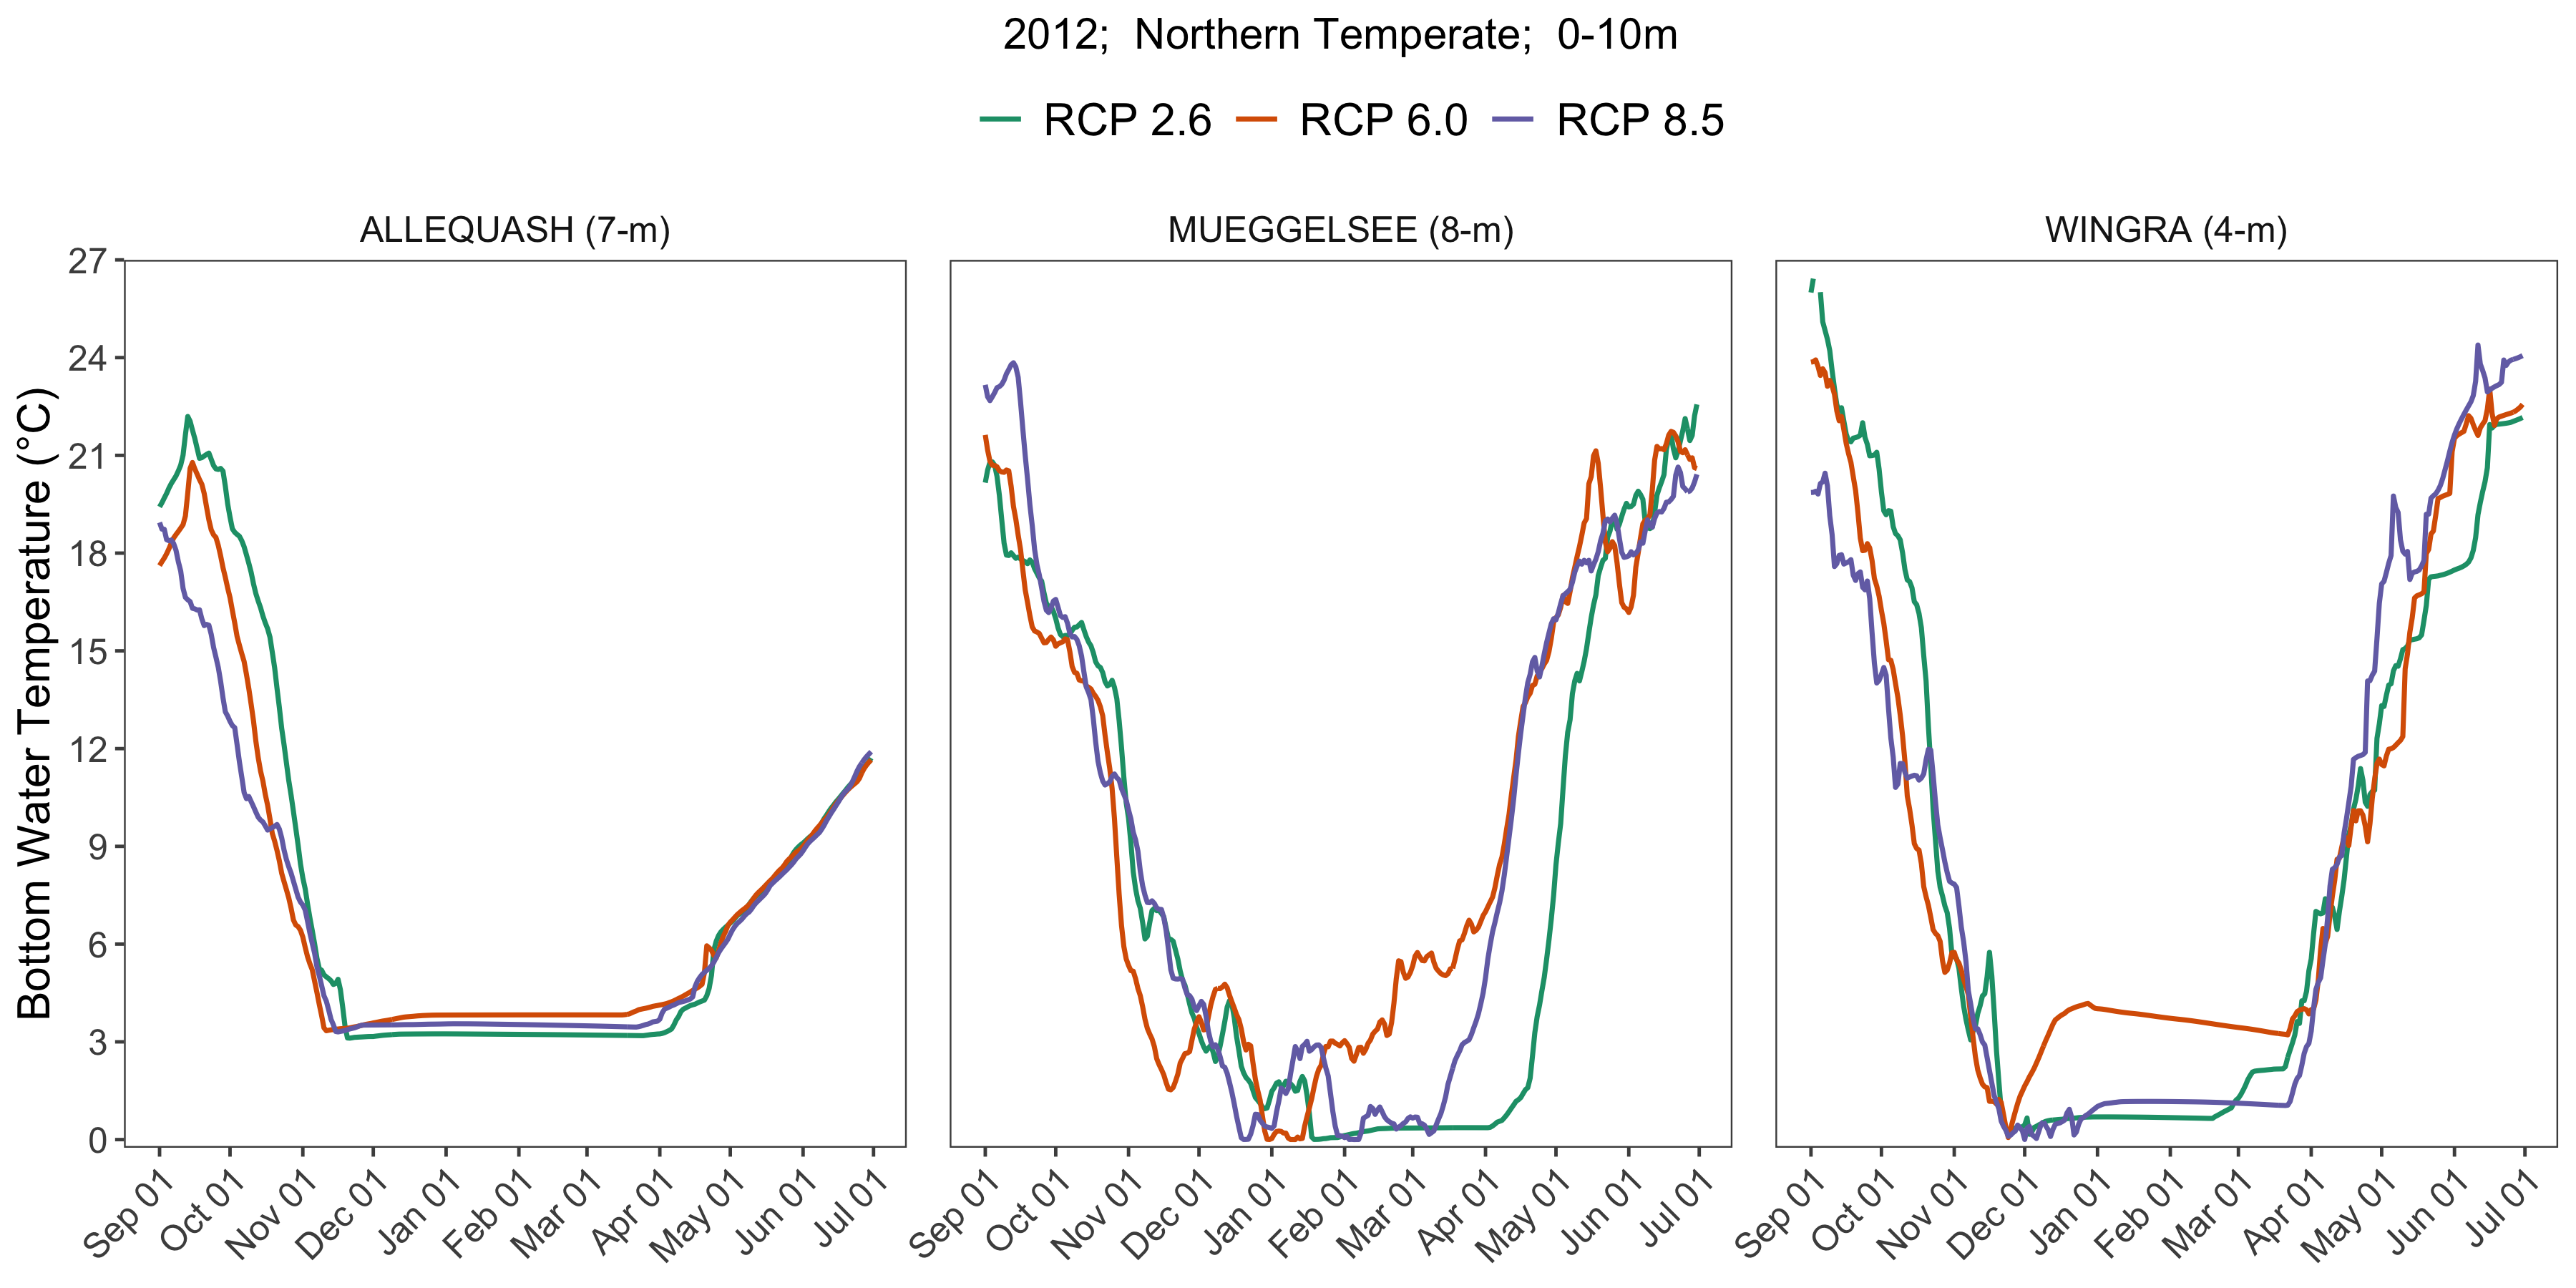 2012;  Northern Temperate;  0-10m
RCP 2.6 RCP 6.0 RCP 8.5
ALLEQUASH (7-m) MUEGGELSEE (8-m) WINGRA (4-m)
Bottom Water Temperature (°C)
27
24
21
18
15
12
9
6
3
0
Sep 01 Oct 01 Nov 01 Dec 01 Jan 01 Feb 01 Mar 01 Apr 01 May 01 Jun 01 Jul 01
Sep 01 Oct 01 Nov 01 Dec 01 Jan 01 Feb 01 Mar 01 Apr 01 May 01 Jun 01 Jul 01
Sep 01 Oct 01 Nov 01 Dec 01 Jan 01 Feb 01 Mar 01 Apr 01 May 01 Jun 01 Jul 01